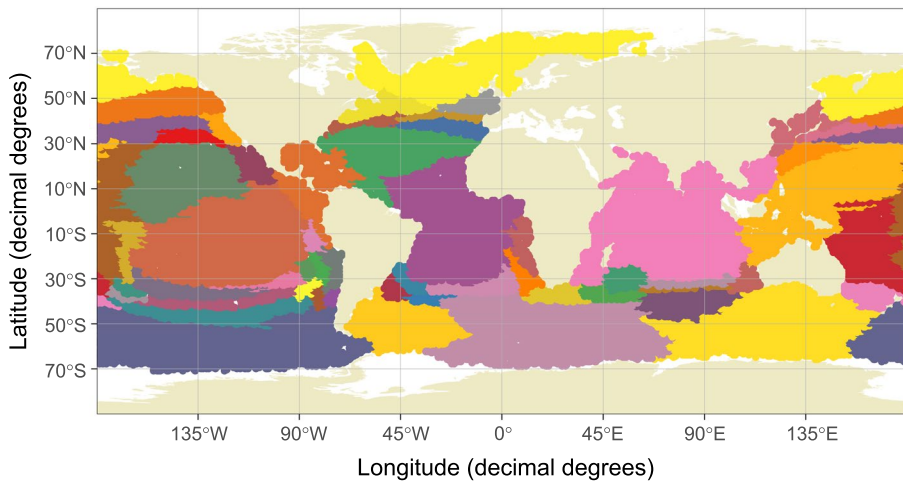 70°N
50°N
30°N
10°N
10°S
30°S
50°S
70°S
Latitude (decimal degrees)
135°W 90°W 45°W 0° 45°E 90°E 135°E
Longitude (decimal degrees)